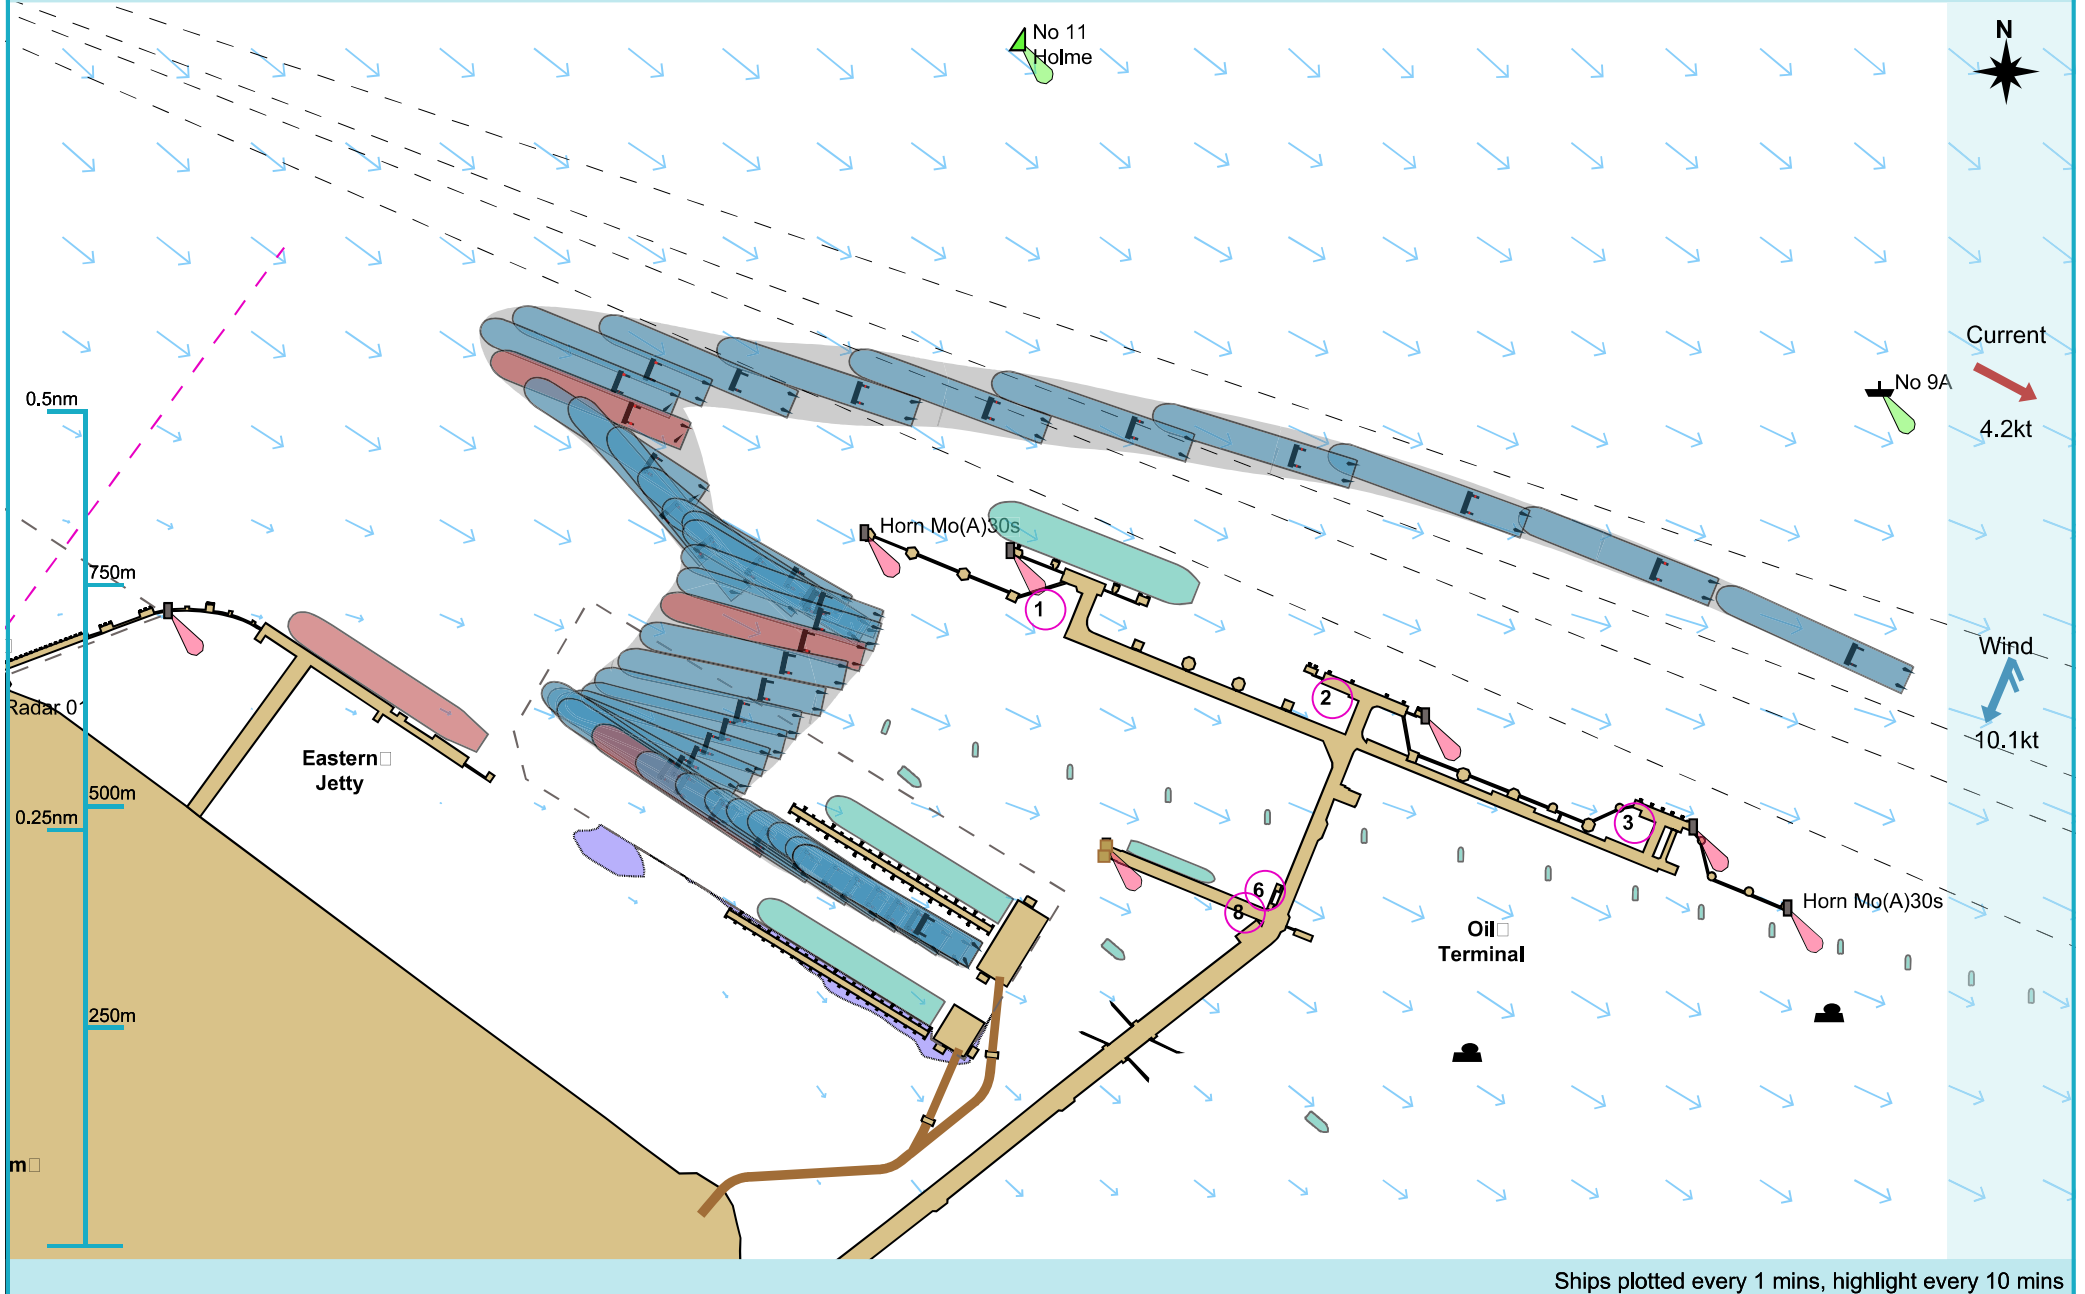 No 11
Holme
N
Current
4.2kt
No 9A
0.5nm
Horn Mo(A)30s
750m
1
Wind
10.1kt
2
Radar 01
Eastern
Jetty
500m
0.25nm
3
6
8
Horn Mo(A)30s
Oil
Terminal
250m
m
Ships plotted every 1 mins, highlight every 10 mins